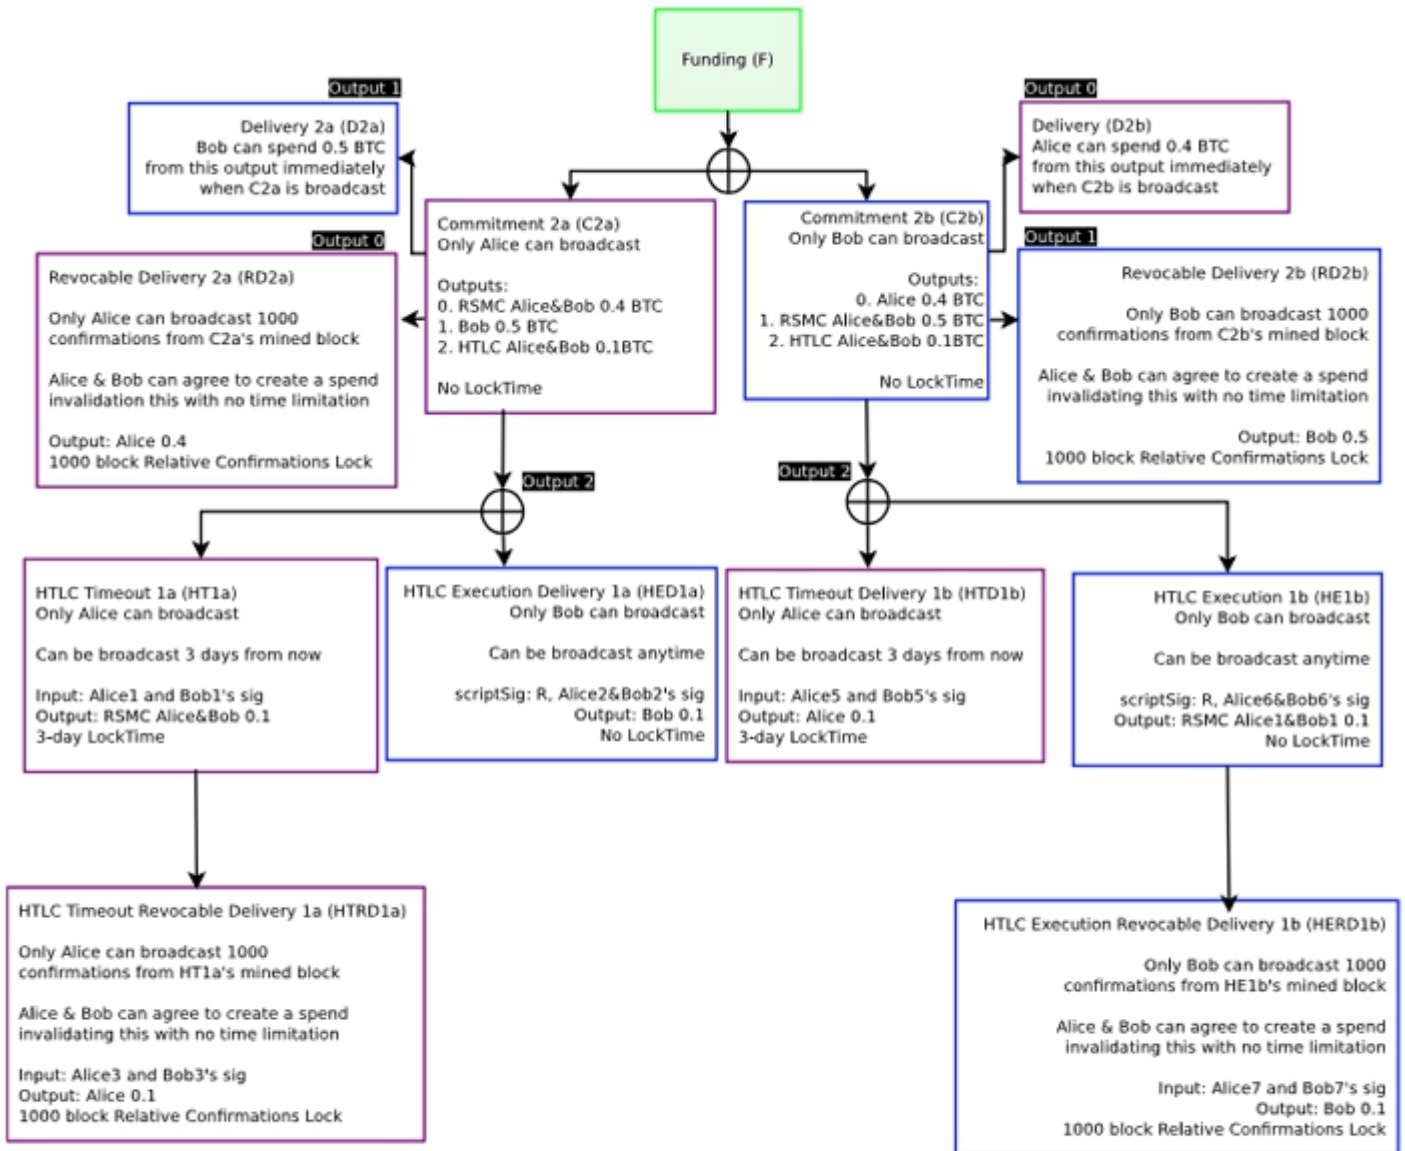 Funding (F)
Output 1
Delivery 2a (D2a)
Bob can spend 0.5 BTC
from this output immediately
when C2a is broadcast
Output 0
Delivery (D2b)
Alice can spend 0.4 BTC
from this output immediately
when C2b is broadcast
Commitment 2a (C2a)
Only Alice can broadcast
Outputs:
0. RSMC Alice&Bob 0.4 BTC
1. Bob 0.5 BTC
2. HTLC Alice&Bob 0.1BTC
No LockTime
Commitment 2b (C2b)
Only Bob can broadcast
Outputs:
0. Alice 0.4 BTC
1. RSMC Alice&Bob 0.5 BTC
2. HTLC Alice&Bob 0.1BTC
No LockTime
Output 0
Revocable Delivery 2a (RD2a)
Only Alice can broadcast 1000
confirmations from C2a's mined block
Alice & Bob can agree to create a spend
invalidation this with no time limitation
Output: Alice 0.4
1000 block Relative Confirmations Lock
Output 1
Revocable Delivery 2b (RD2b)
Only Bob can broadcast 1000
confirmations from C2b's mined block
Alice & Bob can agree to create a spend
invalidating this with no time limitation
Output: Bob 0.5
1000 block Relative Confirmations Lock
Output 2
Output 2
HTLC Timeout 1a (HT1a)
Only Alice can broadcast
Can be broadcast 3 days from now
Input: Alice1 and Bob1's sig
Output: RSMC Alice&Bob 0.1
3-day LockTime
HTLC Execution Delivery 1a (HED1a)
Only Bob can broadcast
Can be broadcast anytime
scriptSig: R, Alice2&Bob2's sig
Output: Bob 0.1
No LockTime
HTLC Timeout Delivery 1b (HTD1b)
Only Alice can broadcast
Can be broadcast 3 days from now
Input: Alice5 and Bob5's sig
Output: Alice 0.1
3-day LockTime
HTLC Execution 1b (HE1b)
Only Bob can broadcast
Can be broadcast anytime
scriptSig: R, Alice6&Bob6's sig
Output: RSMC Alice1&Bob1 0.1
No LockTime
HTLC Timeout Revocable Delivery 1a (HTRD1a)
Only Alice can broadcast 1000
confirmations from HT1a's mined block
Alice & Bob can agree to create a spend
invalidating this with no time limitation
Input: Alice3 and Bob3's sig
Output: Alice 0.1
1000 block Relative Confirmations Lock
HTLC Execution Revocable Delivery 1b (HERD1b)
Only Bob can broadcast 1000
confirmations from HE1b's mined block
Alice & Bob can agree to create a spend
invalidating this with no time limitation
Input: Alice7 and Bob7's sig
Output: Bob 0.1
1000 block Relative Confirmations Lock